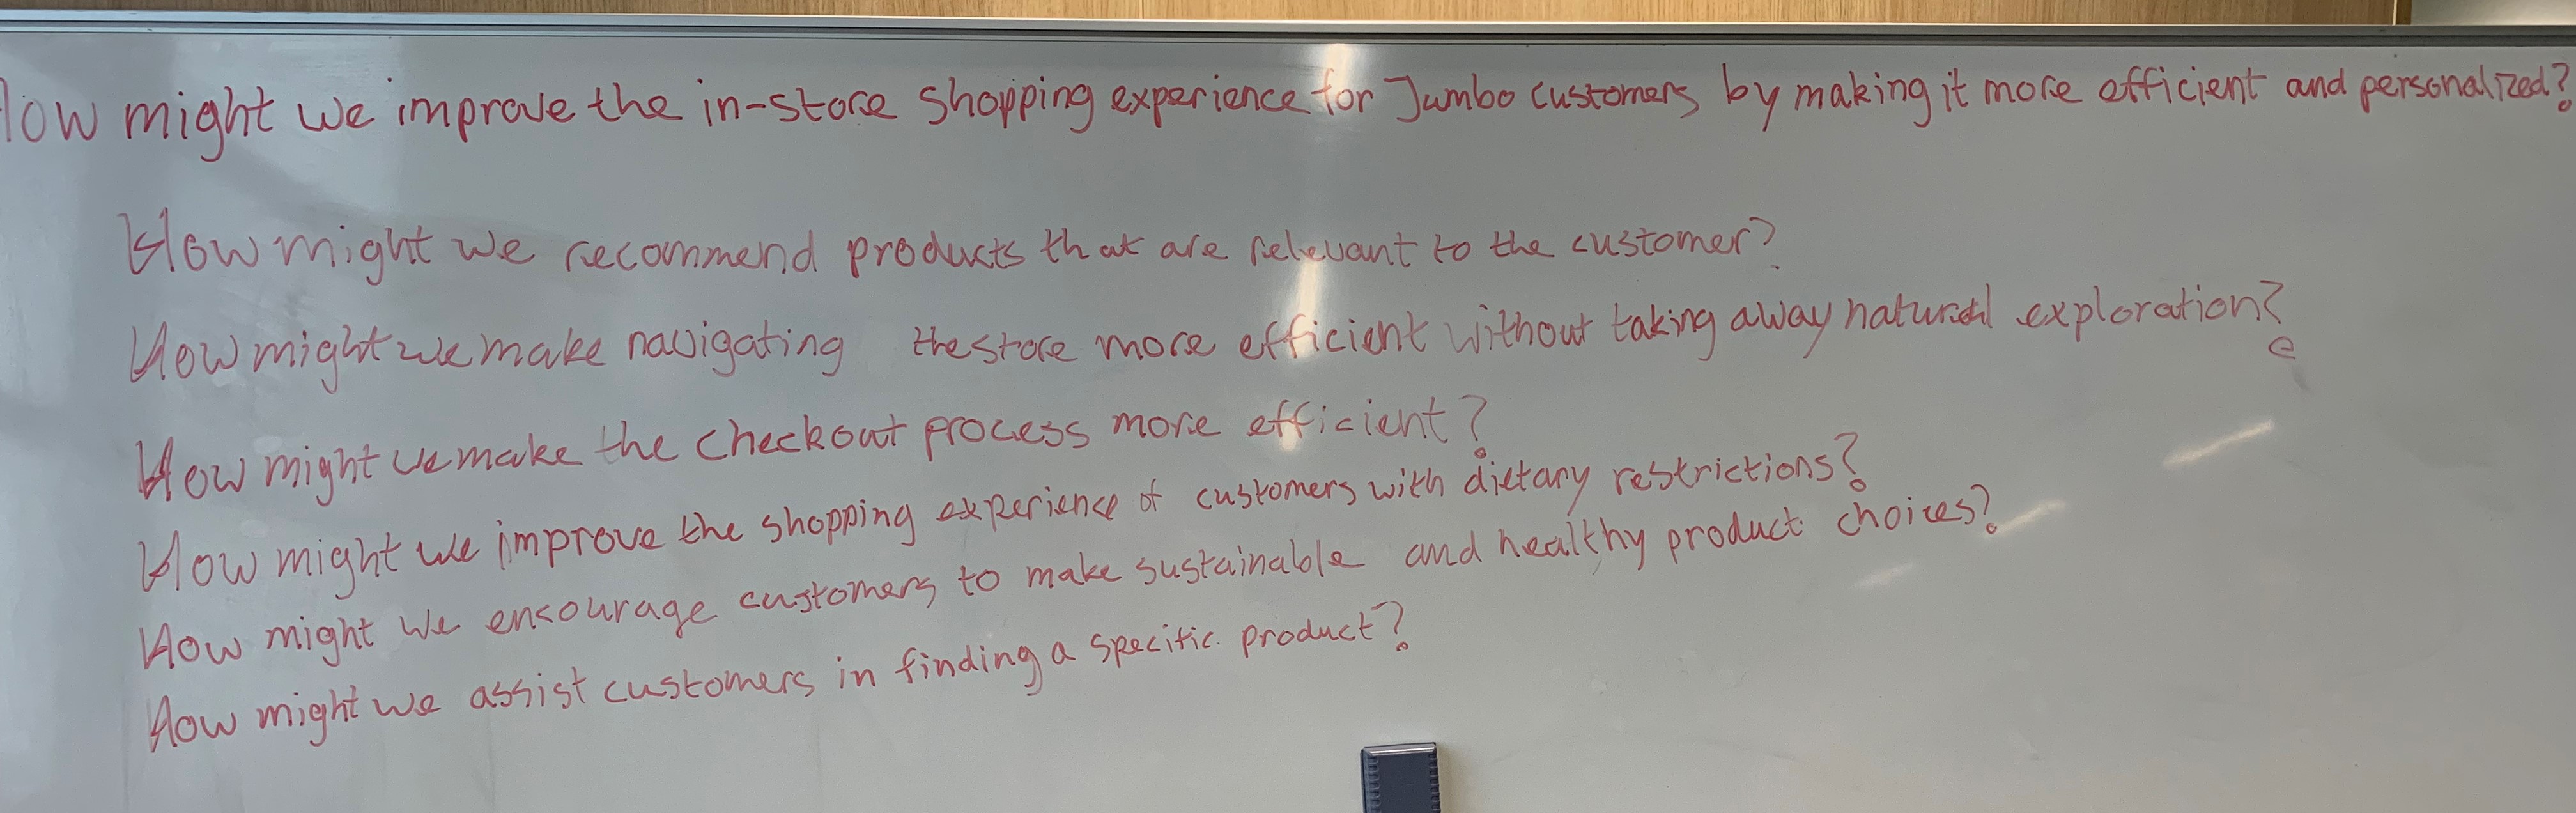 How might we improve the in-store shopping experience for Jumbo customers by making it more efficient and personalized?
How might we recommend products that are relevant to the customer?
How might we make navigating the store more efficient without taking away natural exploration?
How might we make the checkout process more efficient?
How might we improve the shopping experience of customers with dietary restrictions?
How might we encourage customers to make sustainable and healthy product choices?
How might we assist customers in finding a specific product?